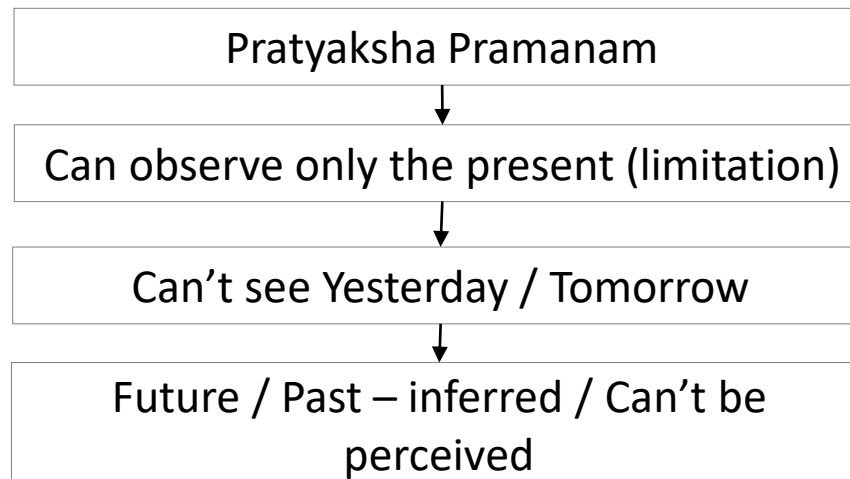 Pratyaksha Pramanam
Can observe only the present (limitation)
Can’t see Yesterday / Tomorrow
Future / Past – inferred / Can’t be
perceived